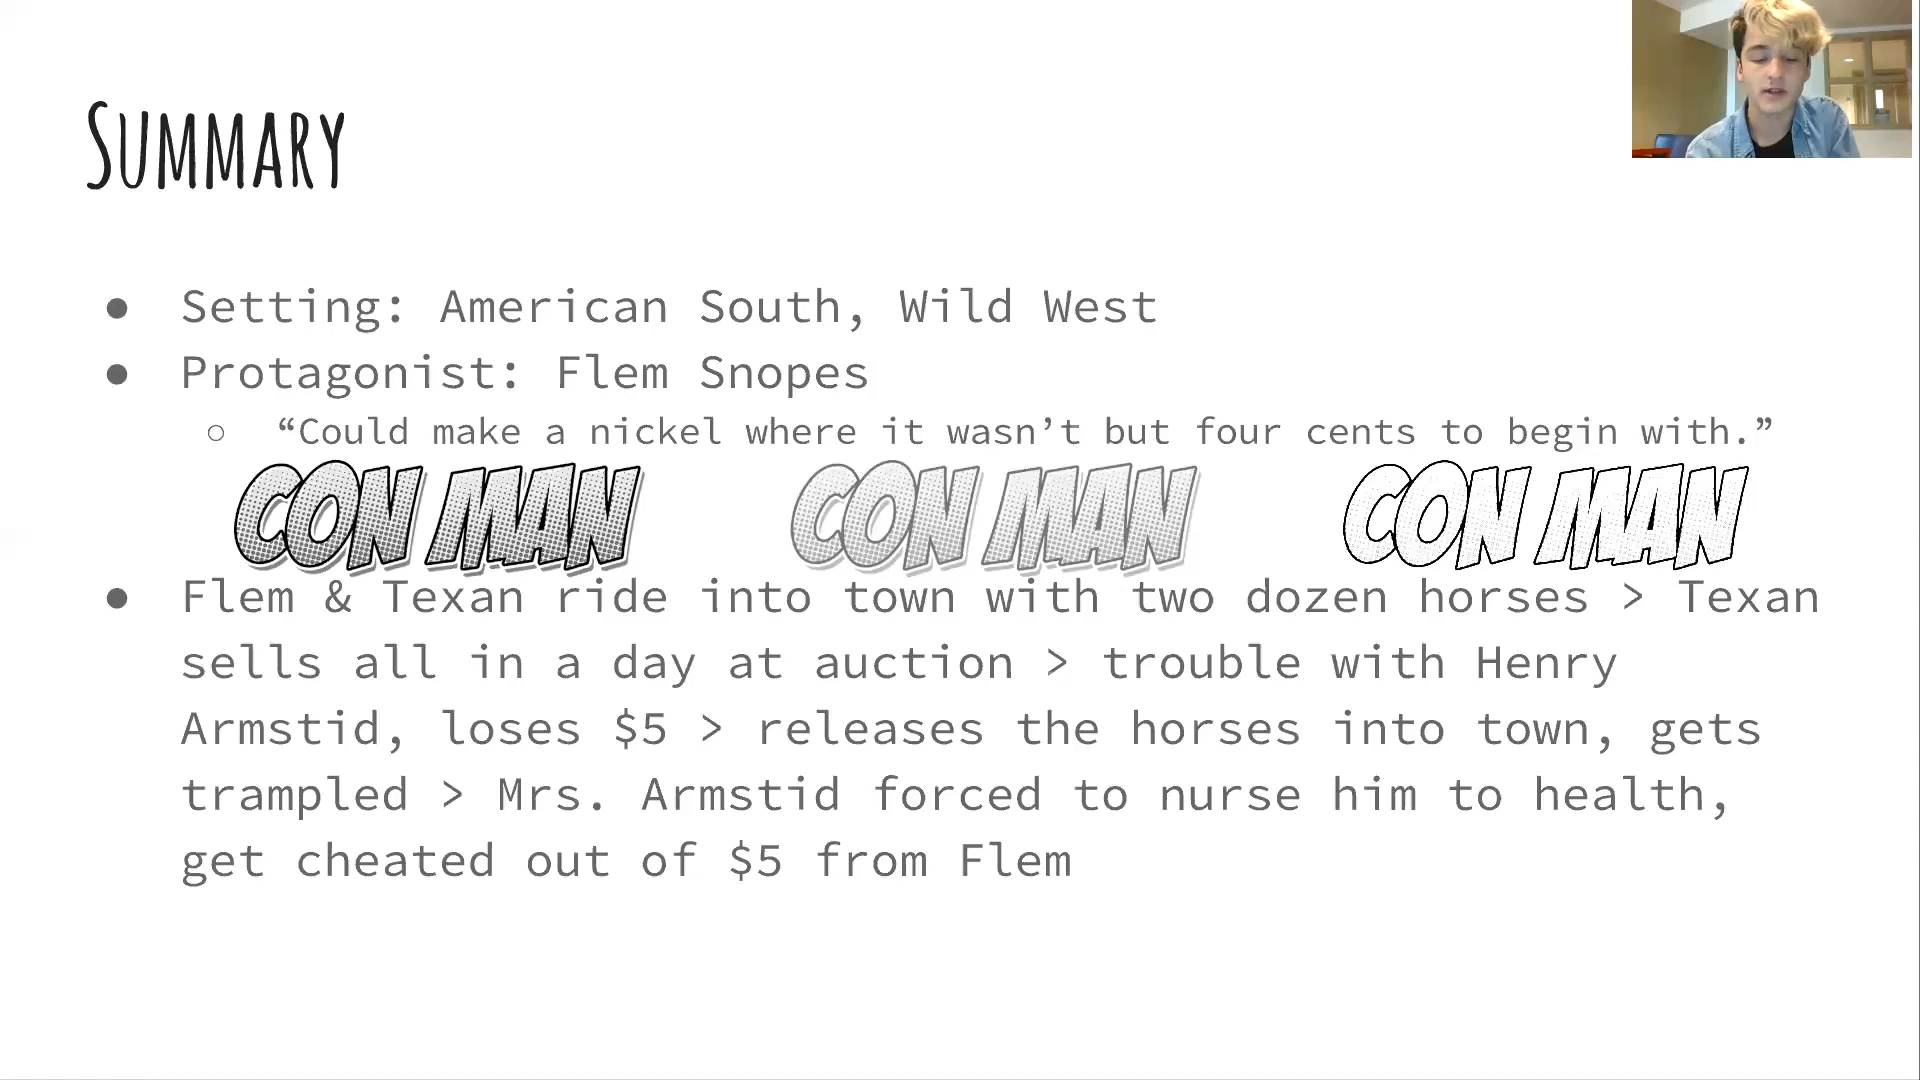 SUMMARY
● Setting: American South, Wild West
● Protagonist: Flem Snopes
○ “Could make a nickel where it wasn’t but four cents to begin with.”
CON MAN CON MAN CON MAN
● Flem & Texan ride into town with two dozen horses > Texan
sells all in a day at auction > trouble with Henry
Armstid, loses $5 > releases the horses into town, gets
trampled > Mrs. Armstid forced to nurse him to health,
get cheated out of $5 from Flem